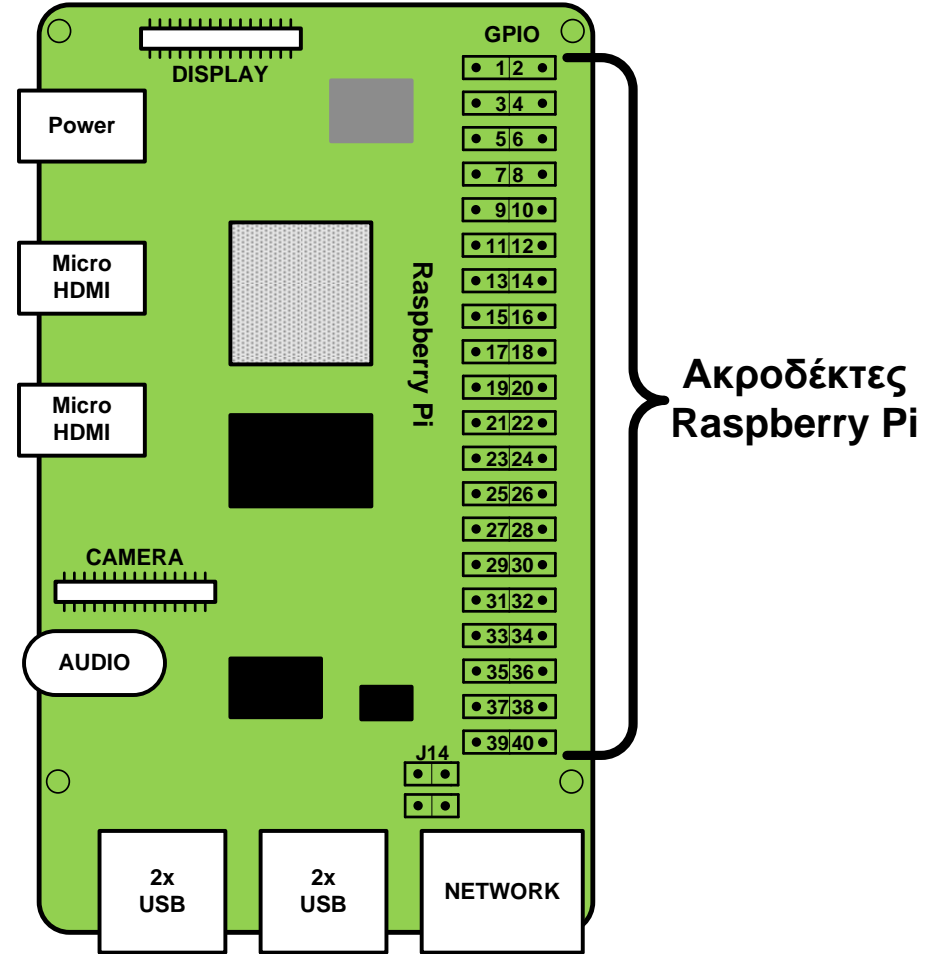 GPIO
DISPLAY
1 2
3 4
Power
5 6
7 8
9 10
11 12
Micro
HDMI
13 14
Raspberry Pi
15 16
17 18
Ακροδέκτες
Raspberry Pi
19 20
Micro
HDMI
21 22
23 24
25 26
27 28
CAMERA
29 30
31 32
33 34
AUDIO
35 36
37 38
39 40
J14
2x
USB
2x
USB
NETWORK